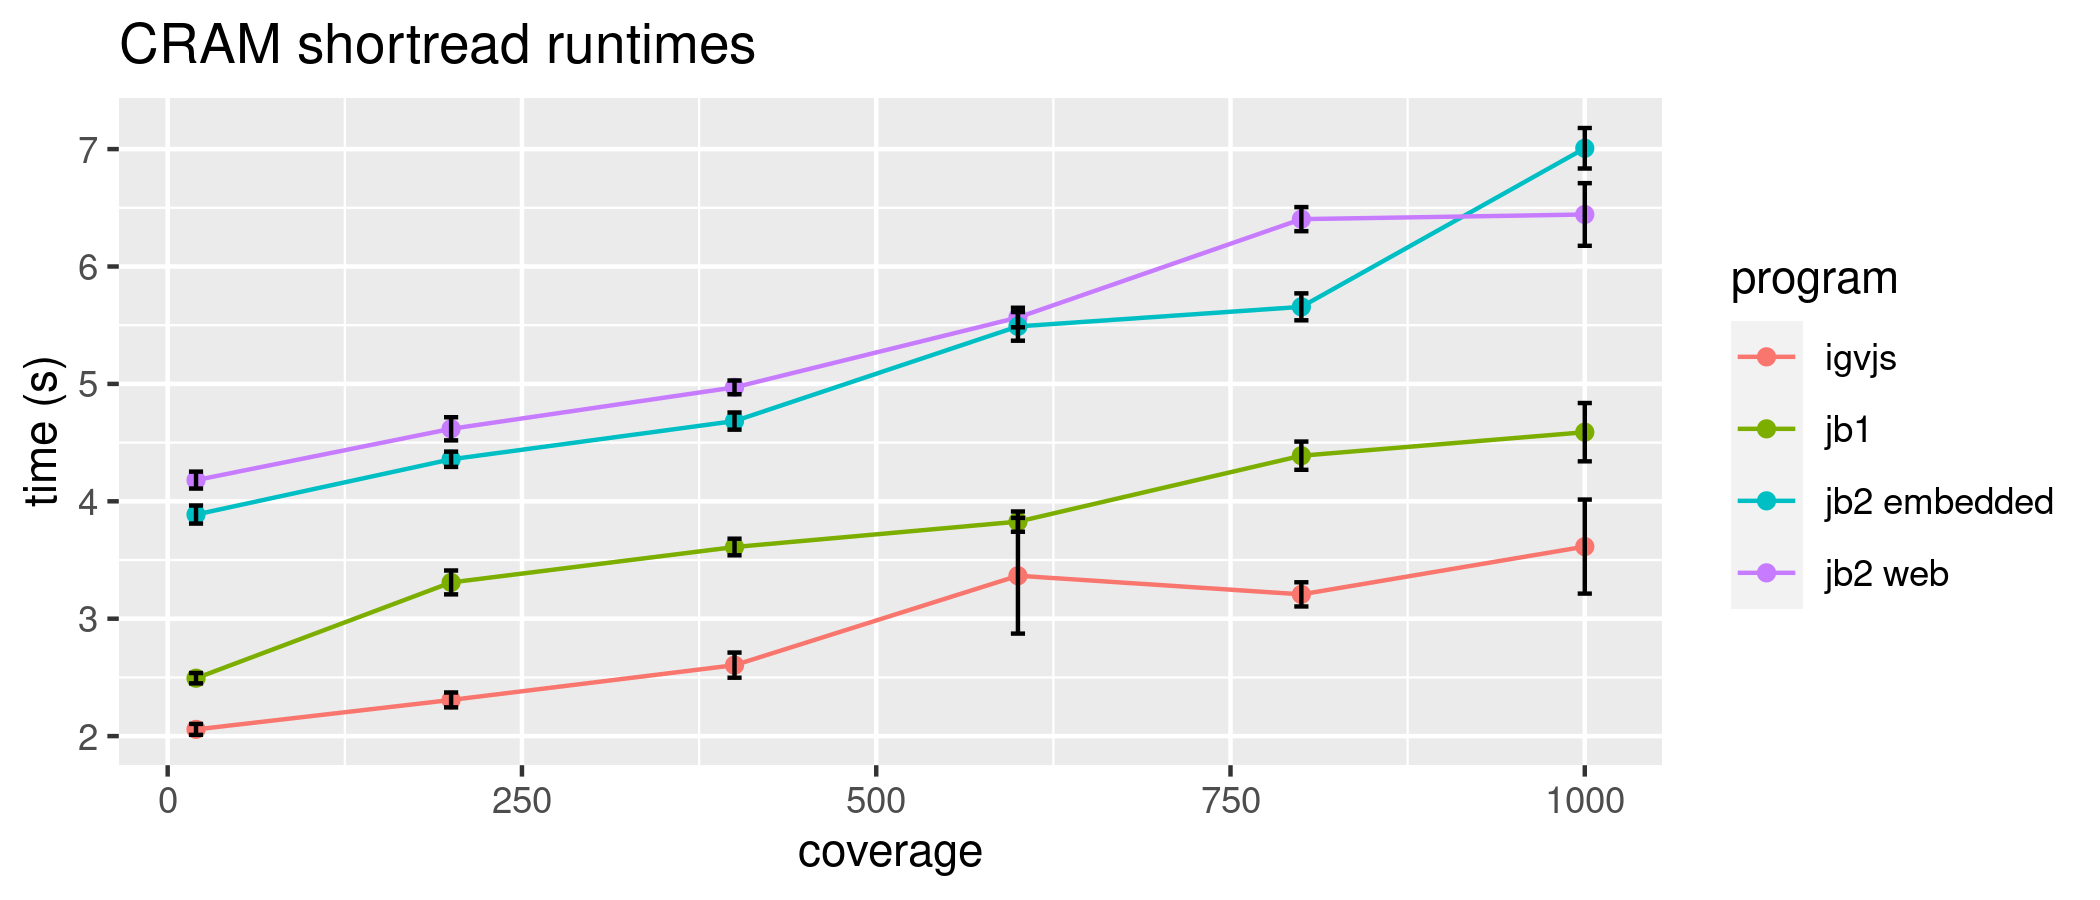 CRAM shortread runtimes
7
6
5
4
3
2
time (s)
0 250 500 750 1000
coverage
program
igvjs
jb1
jb2 embedded
jb2 web